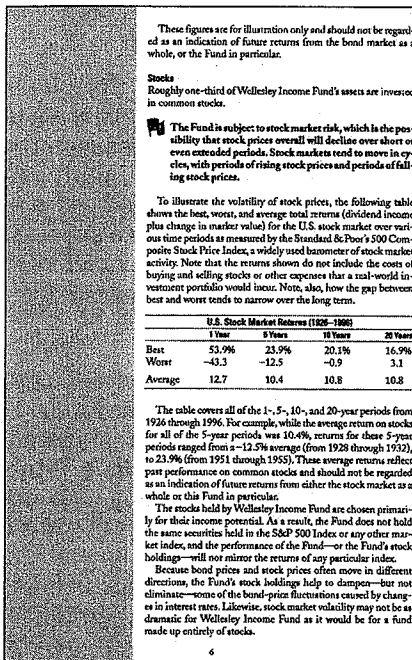 These figures are for illustration only and should not be regard-
ed as an indication of future returns from the bond market as a
whole, or the Fund in particular.
Stocks
Roughly one-third of Wellesley Income Fund's assets are invested
in common stocks.
The Fund is subject to stock market risk, which is the pos-
sibility that stock prices overall will decline over short or
even extended periods. Stock markets tend to move in cy-
cles, with periods of rising stock prices and periods of fall-
ing stock prices.
To illustrate the volatility of stock prices, the following table
shows the best, worst, and average total returns (dividend income
plus change in market value) for the U.S. stock market over vari-
ous time periods as measured by the Standard & Poor's 500 Com-
posite Stock Price Index, a widely used barometer of stock market
activity. Note that the returns shown do not include the costs of
buying and selling stocks or other expenses that a real-world in-
vestment portfolio would incur. Note, also, how the gap between
best and worst tends to narrow over the long term.
U.S. Stock Market Returns (1926–1996)
1 Year 5 Years 10 Years 20 Years
Best 53.9% 23.9% 20.1% 16.9%
Worst –43.3 –12.5 –0.9 3.1
Average 12.7 10.4 10.8 10.8
The table covers all of the 1-, 5-, 10-, and 20-year periods from
1926 through 1996. For example, while the average return on stocks
for all of the 5-year periods was 10.4%, returns for these 5-year
periods ranged from a –12.5% average (from 1928 through 1932),
to 23.9% (from 1951 through 1955). These average returns reflect
past performance on common stocks and should not be regarded
as an indication of future returns from either the stock market as a
whole or this Fund in particular.
The stocks held by Wellesley Income Fund are chosen primari-
ly for their income potential. As a result, the Fund does not hold
the same securities held in the S&P 500 Index or any other mar-
ket index, and the performance of the Fund—or the Fund's stock
holdings—will not mirror the returns of any particular index.
Because bond prices and stock prices often move in different
directions, the Fund's stock holdings help to dampen—but not
eliminate—some of the bond-price fluctuations caused by chang-
es in interest rates. Likewise, stock market volatility may not be as
dramatic for Wellesley Income Fund as it would be for a fund
made up entirely of stocks.
6